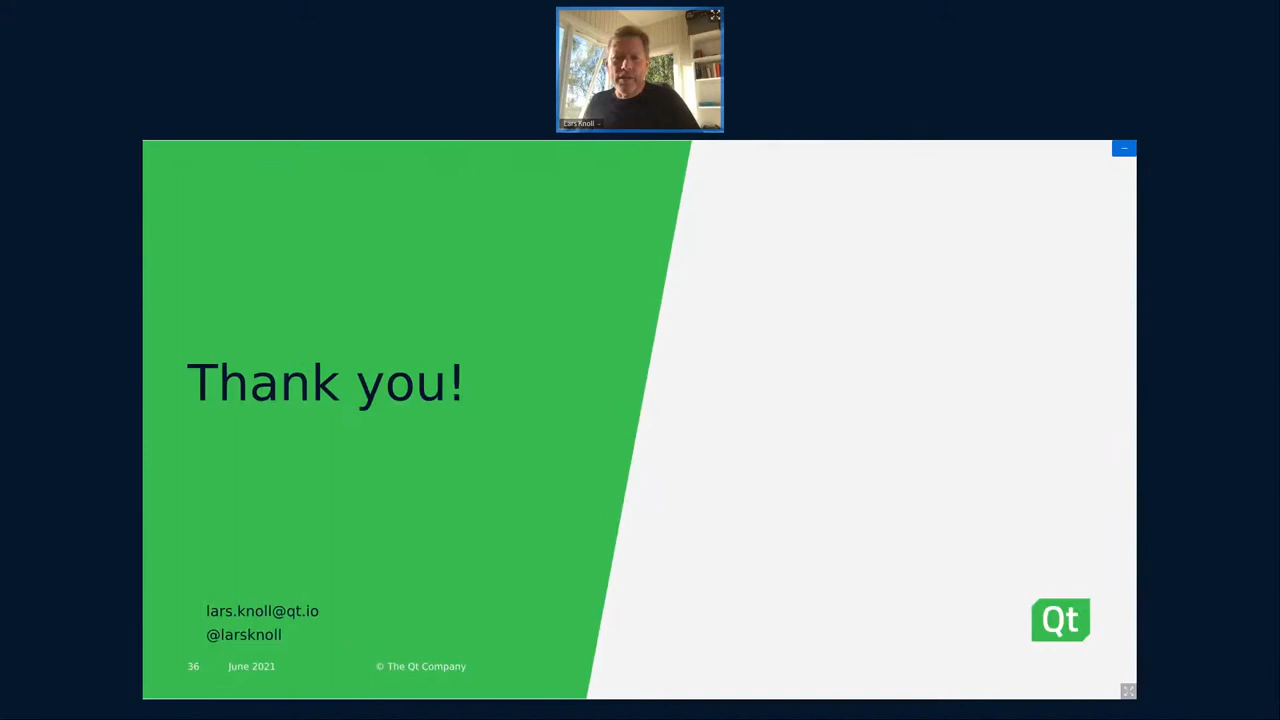 Lars Knoll
Thank you!
lars.knoll@qt.io
@larsknoll
Qt
36 June 2021 © The Qt Company